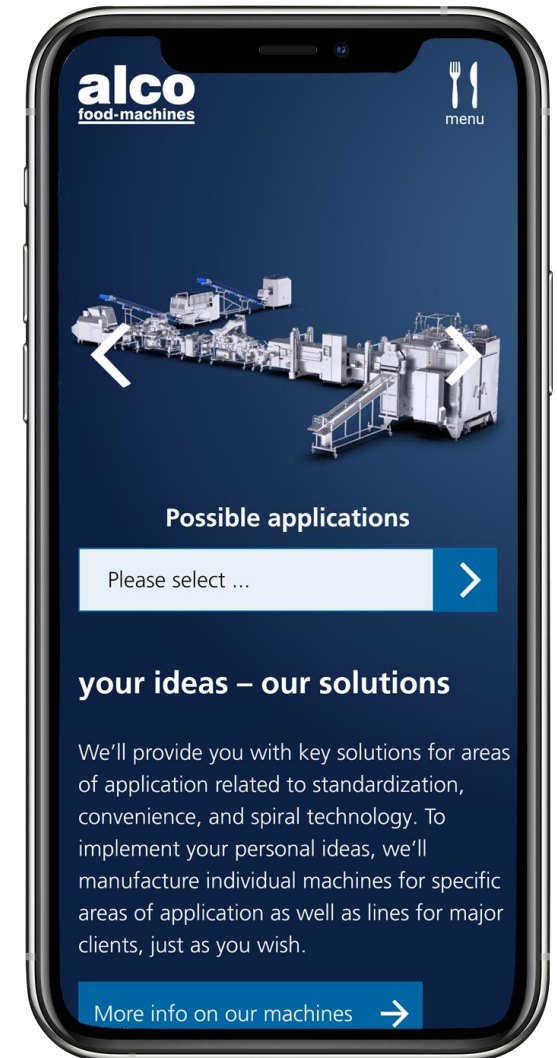 alco
food-machines
menu
Possible applications
Please select ...
your ideas – our solutions
We'll provide you with key solutions for areas
of application related to standardization,
convenience, and spiral technology. To
implement your personal ideas, we'll
manufacture individual machines for specific
areas of application as well as lines for major
clients, just as you wish.
More info on our machines